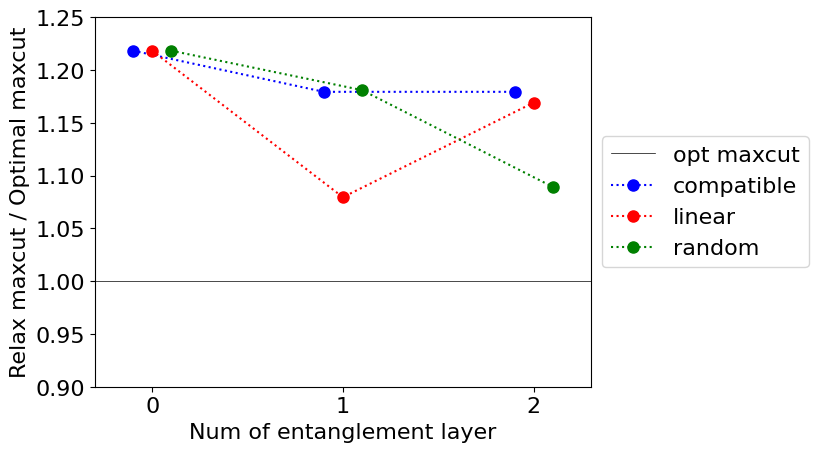 Relax maxcut / Optimal maxcut
1.25
1.20
1.15
1.10
1.05
1.00
0.95
0.90
0 1 2
Num of entanglement layer
opt maxcut
compatible
linear
random